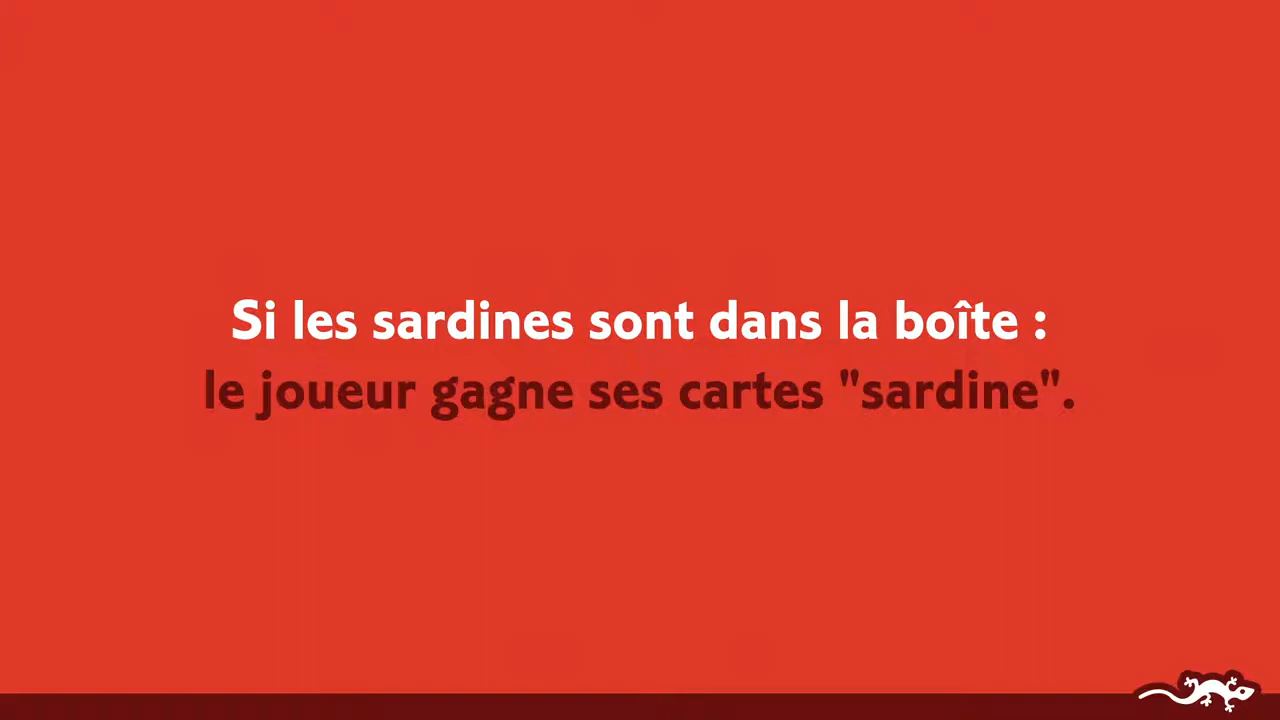 Si les sardines sont dans la boîte :
le joueur gagne ses cartes "sardine".